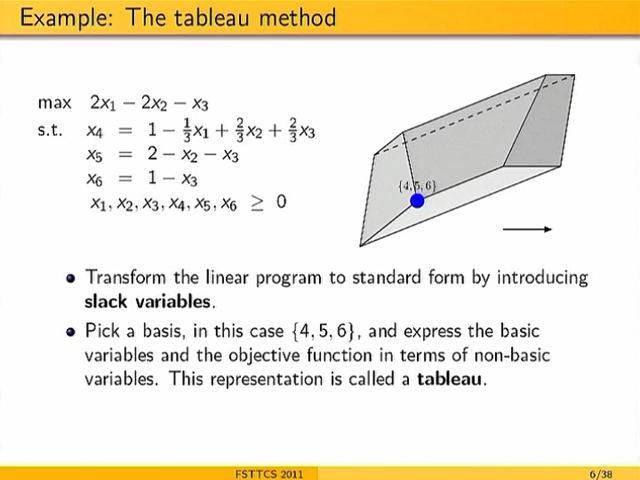 Example: The tableau method
max 2x₁ − 2x₂ − x₃
s.t. x₄ = 1 − ⅓x₁ + ⅔x₂ + ⅔x₃
x₅ = 2 − x₂ − x₃
x₆ = 1 − x₃
x₁, x₂, x₃, x₄, x₅, x₆ ≥ 0
{4, 5, 6}
• Transform the linear program to standard form by introducing
slack variables.
• Pick a basis, in this case {4, 5, 6}, and express the basic
variables and the objective function in terms of non-basic
variables. This representation is called a tableau.
FSTTCS 2011
6/38